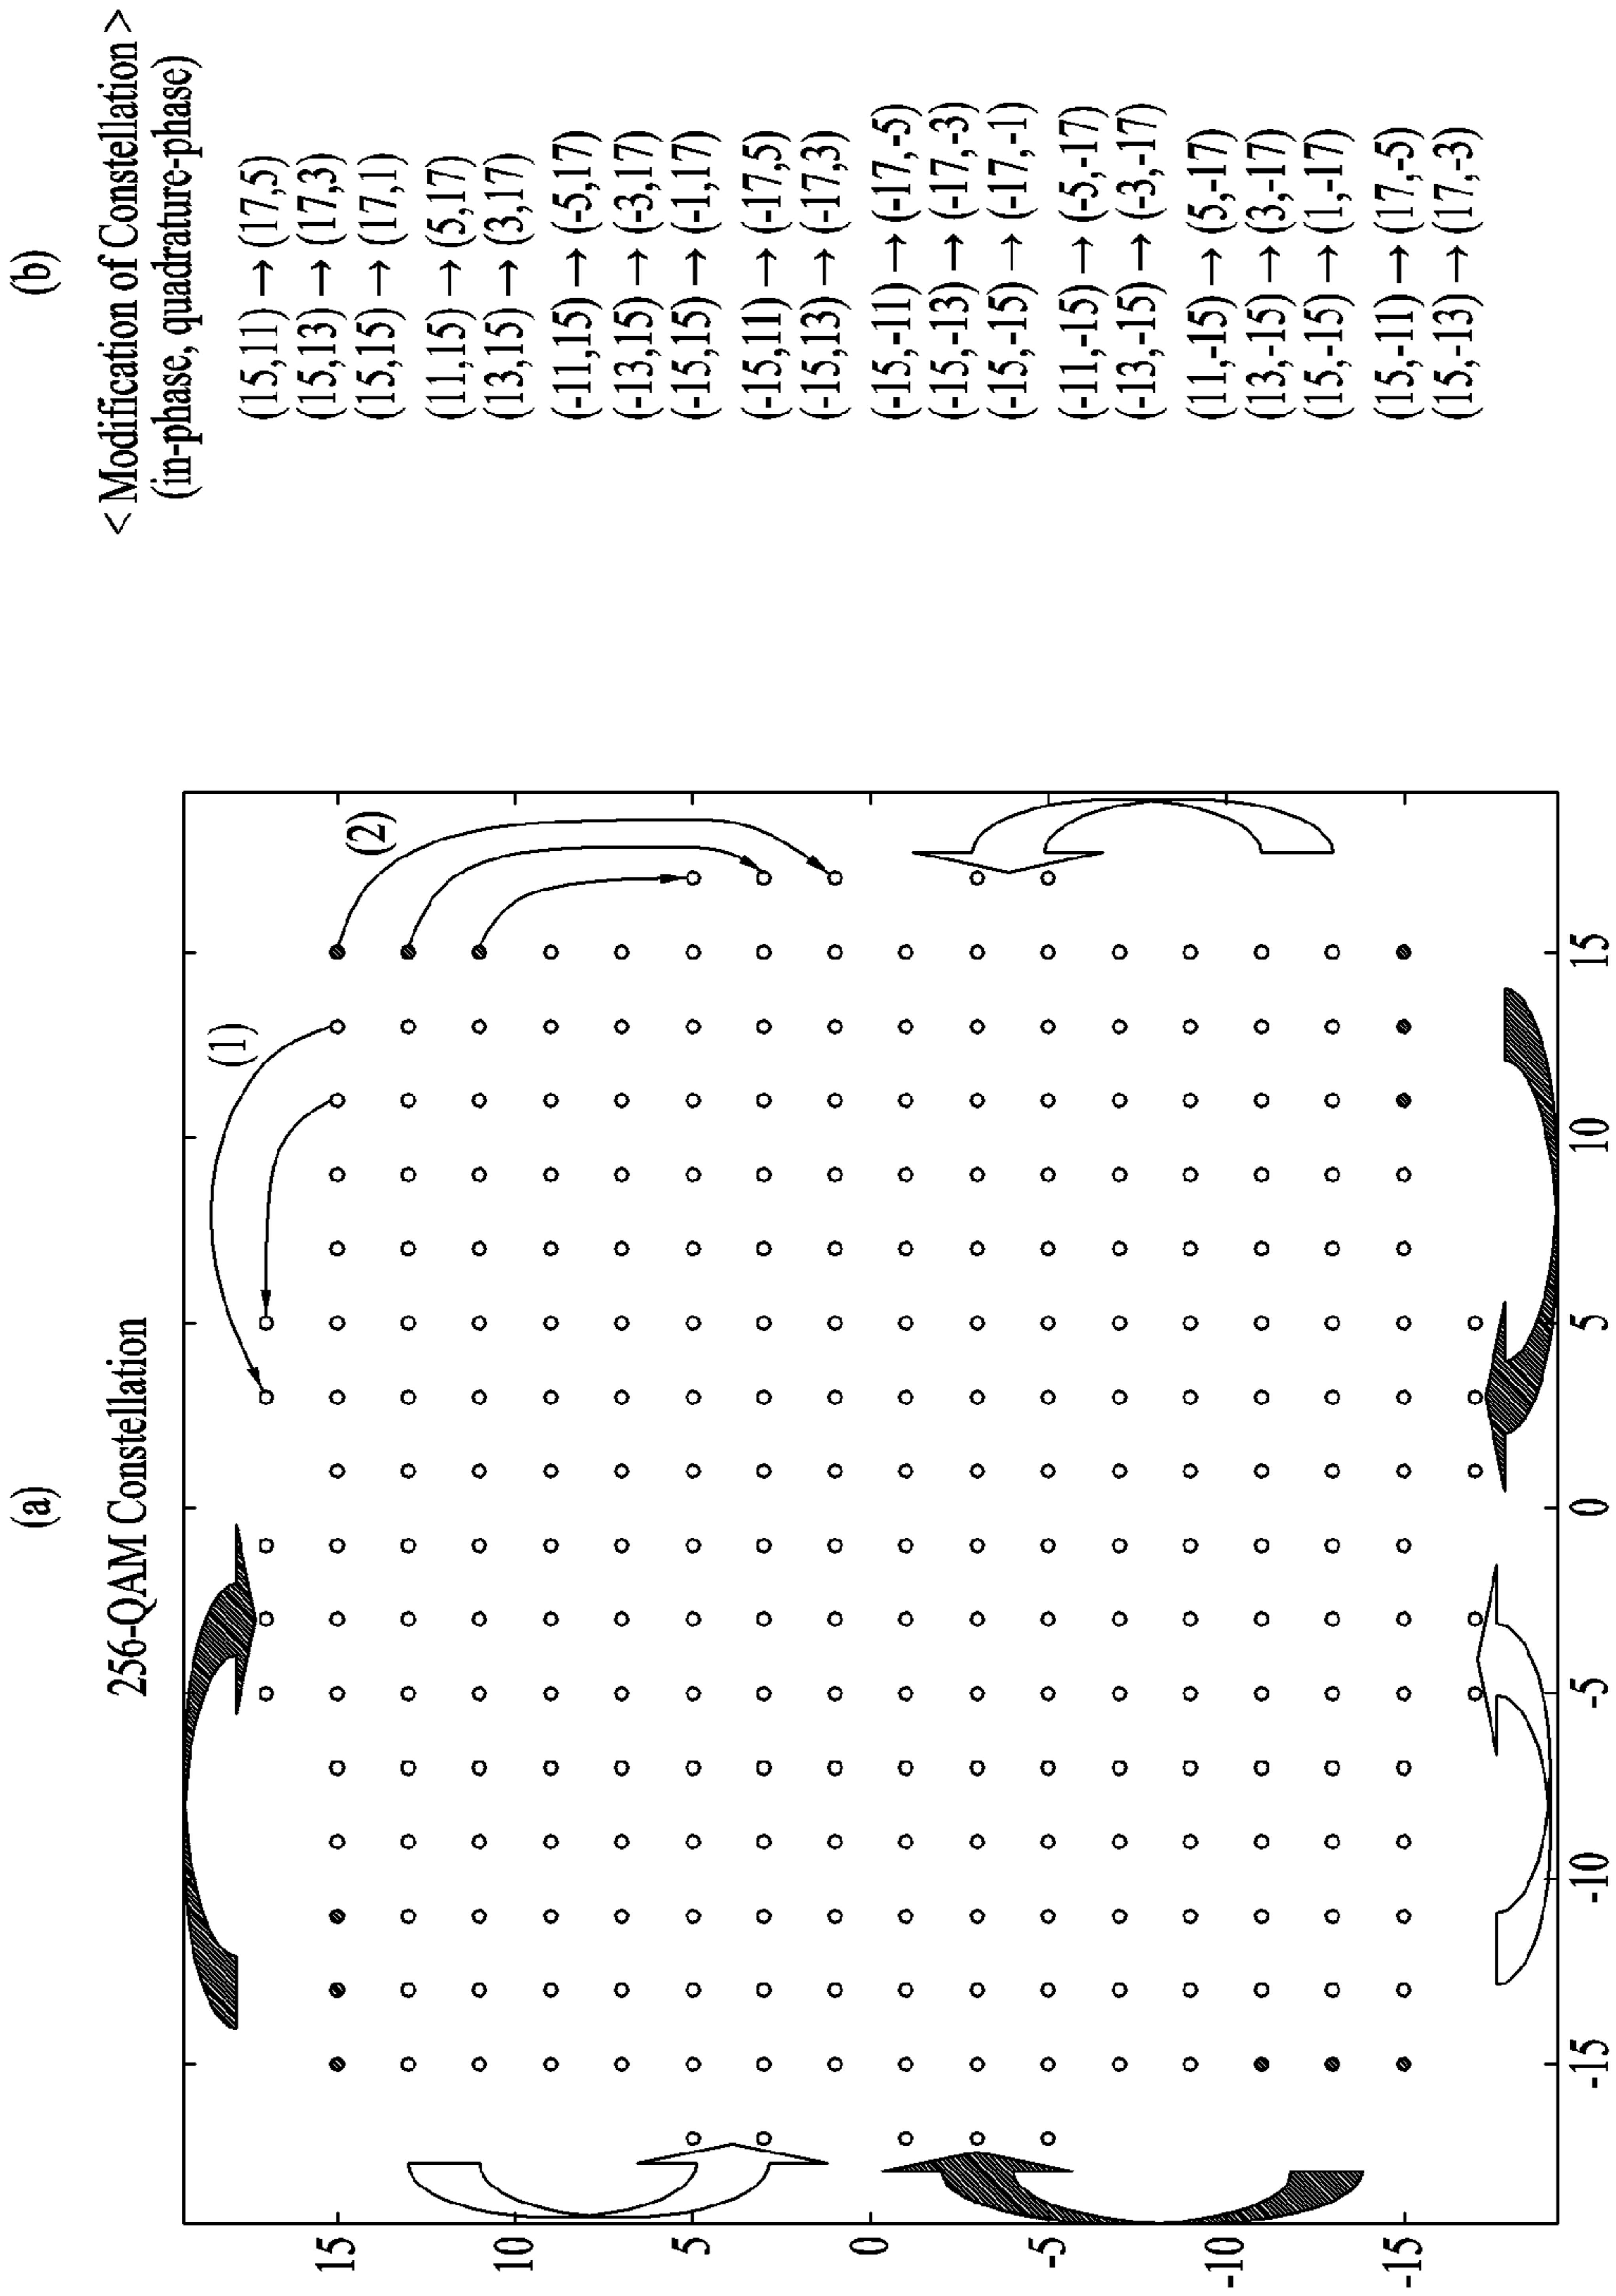 (a)
256-QAM Constellation
(1)
(2)
15
10
5
0
-5
-10
-15
-15
-10
-5
0
5
10
15
(b)
< Modification of Constellation >
(in-phase, quadrature-phase)
(15,11) → (17,5)
(15,13) → (17,3)
(15,15) → (17,1)
(11,15) → (5,17)
(13,15) → (3,17)
(-11,15) → (-5,17)
(-13,15) → (-3,17)
(-15,15) → (-1,17)
(-15,11) → (-17,5)
(-15,13) → (-17,3)
(-15,-11) → (-17,-5)
(-15,-13) → (-17,-3)
(-15,-15) → (-17,-1)
(-11,-15) → (-5,-17)
(-13,-15) → (-3,-17)
(11,-15) → (5,-17)
(13,-15) → (3,-17)
(15,-15) → (1,-17)
(15,-11) → (17,-5)
(15,-13) → (17,-3)